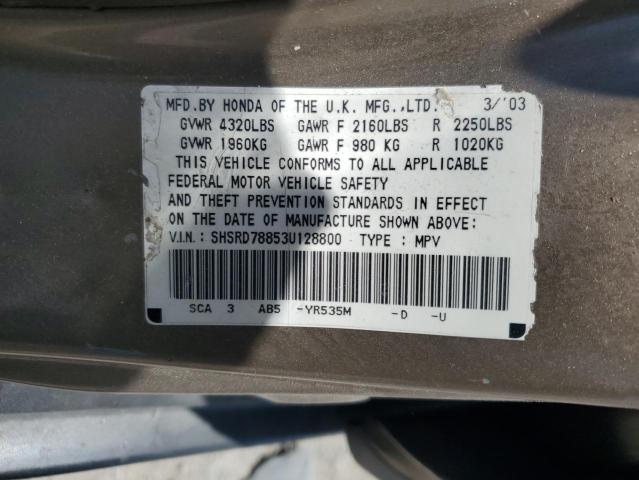 MFD.BY HONDA OF THE U.K. MFG.,LTD. 3/'03
GVWR 4320LBS GAWR F 2160LBS R 2250LBS
GVWR 1960KG GAWR F 980 KG R 1020KG
THIS VEHICLE CONFORMS TO ALL APPLICABLE
FEDERAL MOTOR VEHICLE SAFETY
AND THEFT PREVENTION STANDARDS IN EFFECT
ON THE DATE OF MANUFACTURE SHOWN ABOVE:
V.I.N.: SHSRD78853U128800 TYPE : MPV
SCA 3 AB5 -YR535M -D -U